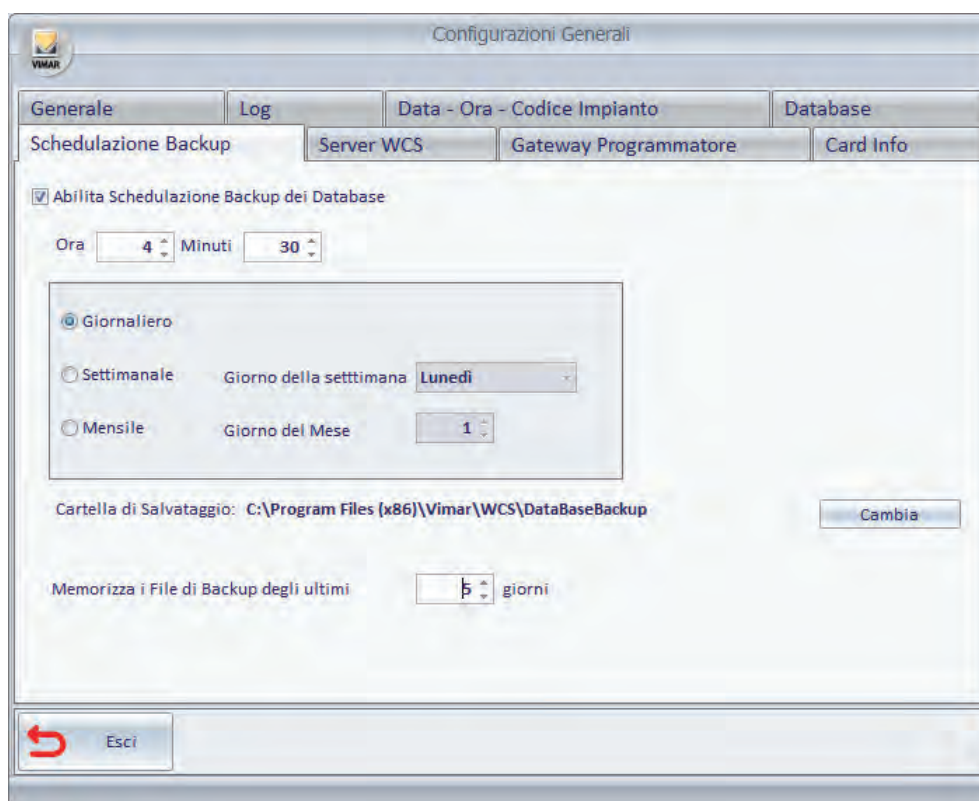 Configurazioni Generali
VIMAR
Generale Log Data - Ora - Codice Impianto Database
Schedulazione Backup Server WCS Gateway Programmatore Card Info
Abilita Schedulazione Backup dei Database
Ora 4 Minuti 30
Giornaliero
Settimanale Giorno della setttimana Lunedì
Mensile Giorno del Mese 1
Cartella di Salvataggio: C:\Program Files (x86)\Vimar\WCS\DataBaseBackup Cambia
Memorizza i File di Backup degli ultimi 5 giorni
Esci